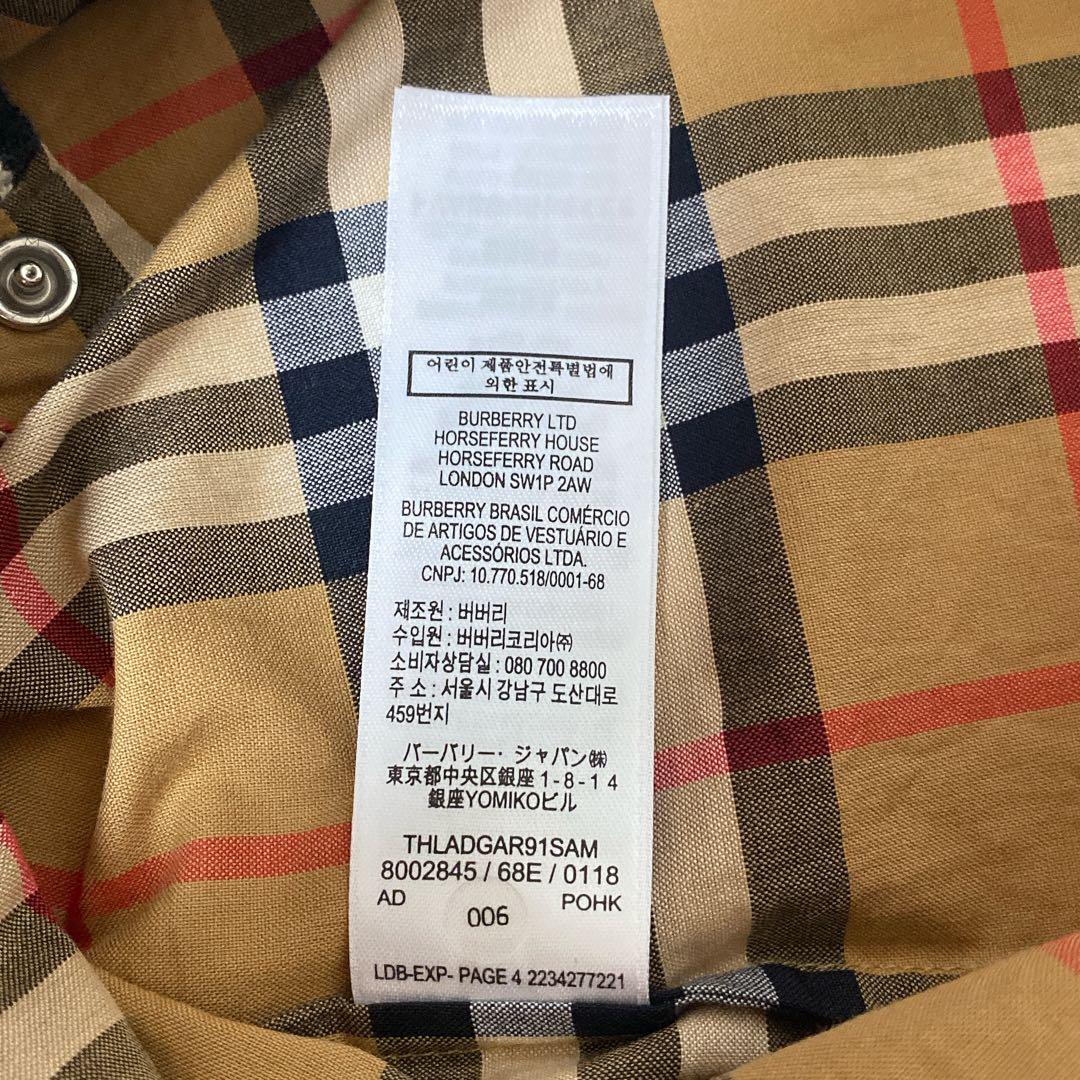 어린이 제품안전특별법에
의한 표시
BURBERRY LTD
HORSEFERRY HOUSE
HORSEFERRY ROAD
LONDON SW1P 2AW
BURBERRY BRASIL COMÉRCIO
DE ARTIGOS DE VESTUÁRIO E
ACESSÓRIOS LTDA.
CNPJ: 10.770.518/0001-68
제조원 : 버버리
수입원 : 버버리코리아㈜
소비자상담실 : 080 700 8800
주 소 : 서울시 강남구 도산대로
459번지
バーバリー・ジャパン㈱
東京都中央区銀座1-8-14
銀座YOMIKOビル
THLADGAR91SAM
8002845 / 68E / 0118
AD POHK
006
LDB-EXP- PAGE 4 2234277221